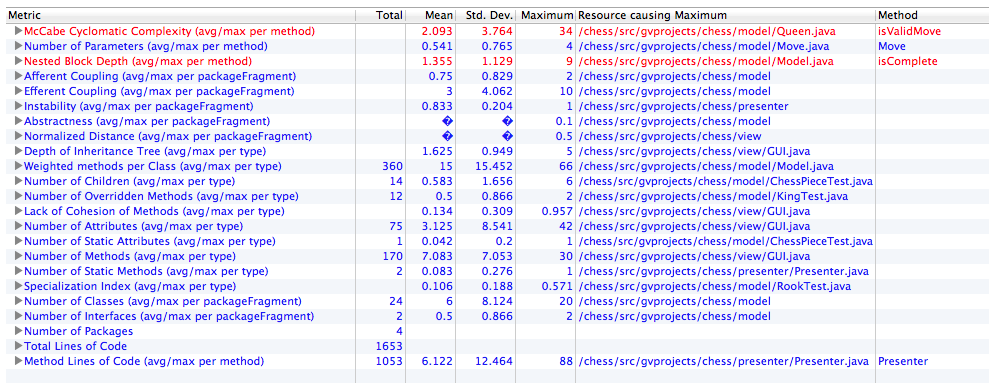 Metric Total Mean Std. Dev. Maximum Resource causing Maximum Method
McCabe Cyclomatic Complexity (avg/max per method) 2.093 3.764 34 /chess/src/gvprojects/chess/model/Queen.java isValidMove
Number of Parameters (avg/max per method) 0.541 0.765 4 /chess/src/gvprojects/chess/model/Move.java Move
Nested Block Depth (avg/max per method) 1.355 1.129 9 /chess/src/gvprojects/chess/model/Model.java isComplete
Afferent Coupling (avg/max per packageFragment) 0.75 0.829 2 /chess/src/gvprojects/chess/model
Efferent Coupling (avg/max per packageFragment) 3 4.062 10 /chess/src/gvprojects/chess/model
Instability (avg/max per packageFragment) 0.833 0.204 1 /chess/src/gvprojects/chess/presenter
Abstractness (avg/max per packageFragment) � � 0.1 /chess/src/gvprojects/chess/model
Normalized Distance (avg/max per packageFragment) � � 0.5 /chess/src/gvprojects/chess/view
Depth of Inheritance Tree (avg/max per type) 1.625 0.949 5 /chess/src/gvprojects/chess/view/GUI.java
Weighted methods per Class (avg/max per type) 360 15 15.452 66 /chess/src/gvprojects/chess/model/Model.java
Number of Children (avg/max per type) 14 0.583 1.656 6 /chess/src/gvprojects/chess/model/ChessPieceTest.java
Number of Overridden Methods (avg/max per type) 12 0.5 0.866 2 /chess/src/gvprojects/chess/model/KingTest.java
Lack of Cohesion of Methods (avg/max per type) 0.134 0.309 0.957 /chess/src/gvprojects/chess/view/GUI.java
Number of Attributes (avg/max per type) 75 3.125 8.541 42 /chess/src/gvprojects/chess/view/GUI.java
Number of Static Attributes (avg/max per type) 1 0.042 0.2 1 /chess/src/gvprojects/chess/model/ChessPieceTest.java
Number of Methods (avg/max per type) 170 7.083 7.053 30 /chess/src/gvprojects/chess/view/GUI.java
Number of Static Methods (avg/max per type) 2 0.083 0.276 1 /chess/src/gvprojects/chess/presenter/Presenter.java
Specialization Index (avg/max per type) 0.106 0.188 0.571 /chess/src/gvprojects/chess/model/RookTest.java
Number of Classes (avg/max per packageFragment) 24 6 8.124 20 /chess/src/gvprojects/chess/model
Number of Interfaces (avg/max per packageFragment) 2 0.5 0.866 2 /chess/src/gvprojects/chess/model
Number of Packages 4
Total Lines of Code 1653
Method Lines of Code (avg/max per method) 1053 6.122 12.464 88 /chess/src/gvprojects/chess/presenter/Presenter.java Presenter